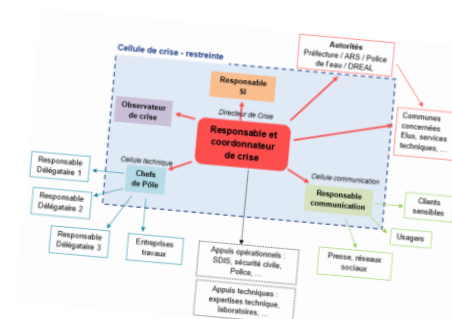 Cellule de crise - restreinte
Autorités
Préfecture / ARS / Police
de l'eau / DREAL
Responsable
SI
Observateur
de crise
Directeur de Crise
Responsable et
coordonnateur
de crise
Communes
concernées
Elus, services
techniques, ...
Cellule technique
Chefs
de Pôle
Cellule communication
Responsable
communication
Responsable
Délégataire 1
Responsable
Délégataire 2
Responsable
Délégataire 3
Entreprises
travaux
Clients
sensibles
Usagers
Presse, réseaux
sociaux
Appuis opérationnels :
SDIS, sécurité civile,
Police, ...
Appuis techniques :
expertises technique,
laboratoires, ...